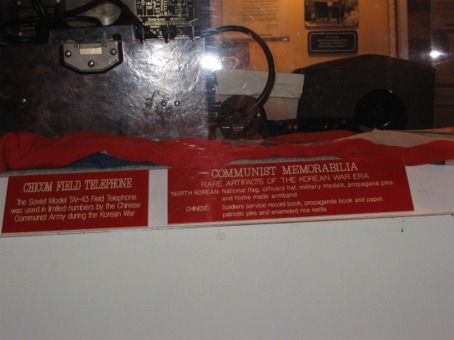 CHICOM FIELD TELEPHONE
The Soviet Model TAI-43 Field Telephone
was used in limited numbers by the Chinese
Communist Army during the Korean War
COMMUNIST MEMORABILIA
RARE ARTIFACTS OF THE KOREAN WAR ERA
NORTH KOREAN National flag, officers hat, military medals, propagana pins
and home made armband
CHINESE Soldiers service record book, propaganda book and paper,
patriotic pins and enameled rice kettle